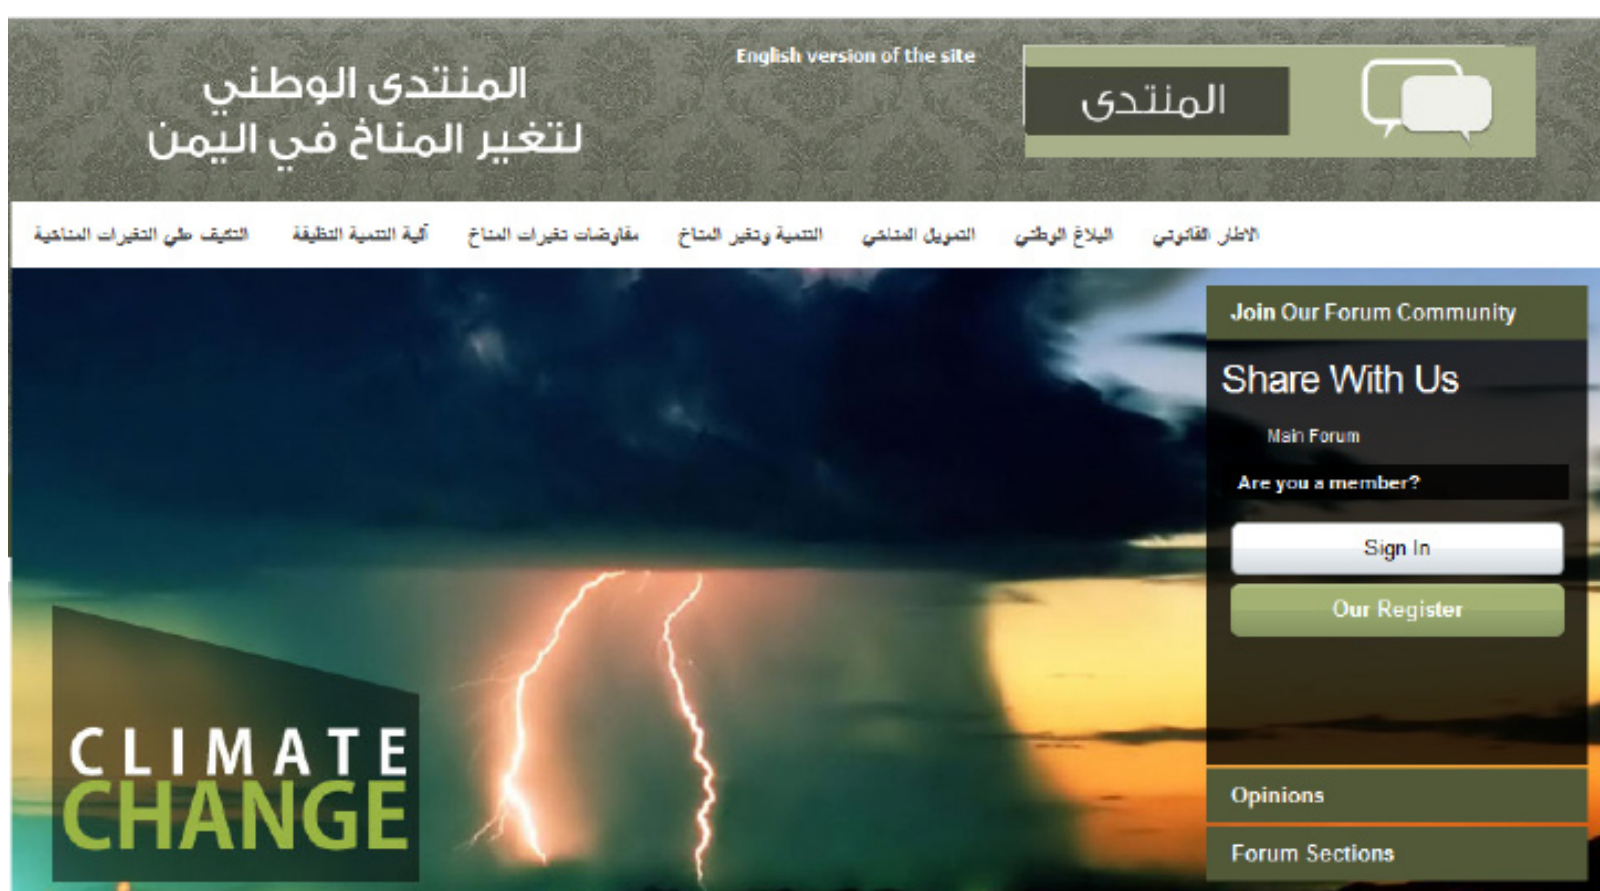 المنتدى الوطني
لتغير المناخ في اليمن
English version of the site
المنتدى
الاطار القانوني
البلاغ الوطني
التمويل المناخي
التنمية وتغير المناخ
مفاوضات تغيرات المناخ
آلية التنمية النظيفة
التكيف علي التغيرات المناخية
Join Our Forum Community
Share With Us
Main Forum
Are you a member?
Sign In
Our Register
Opinions
Forum Sections
CLIMATE
CHANGE